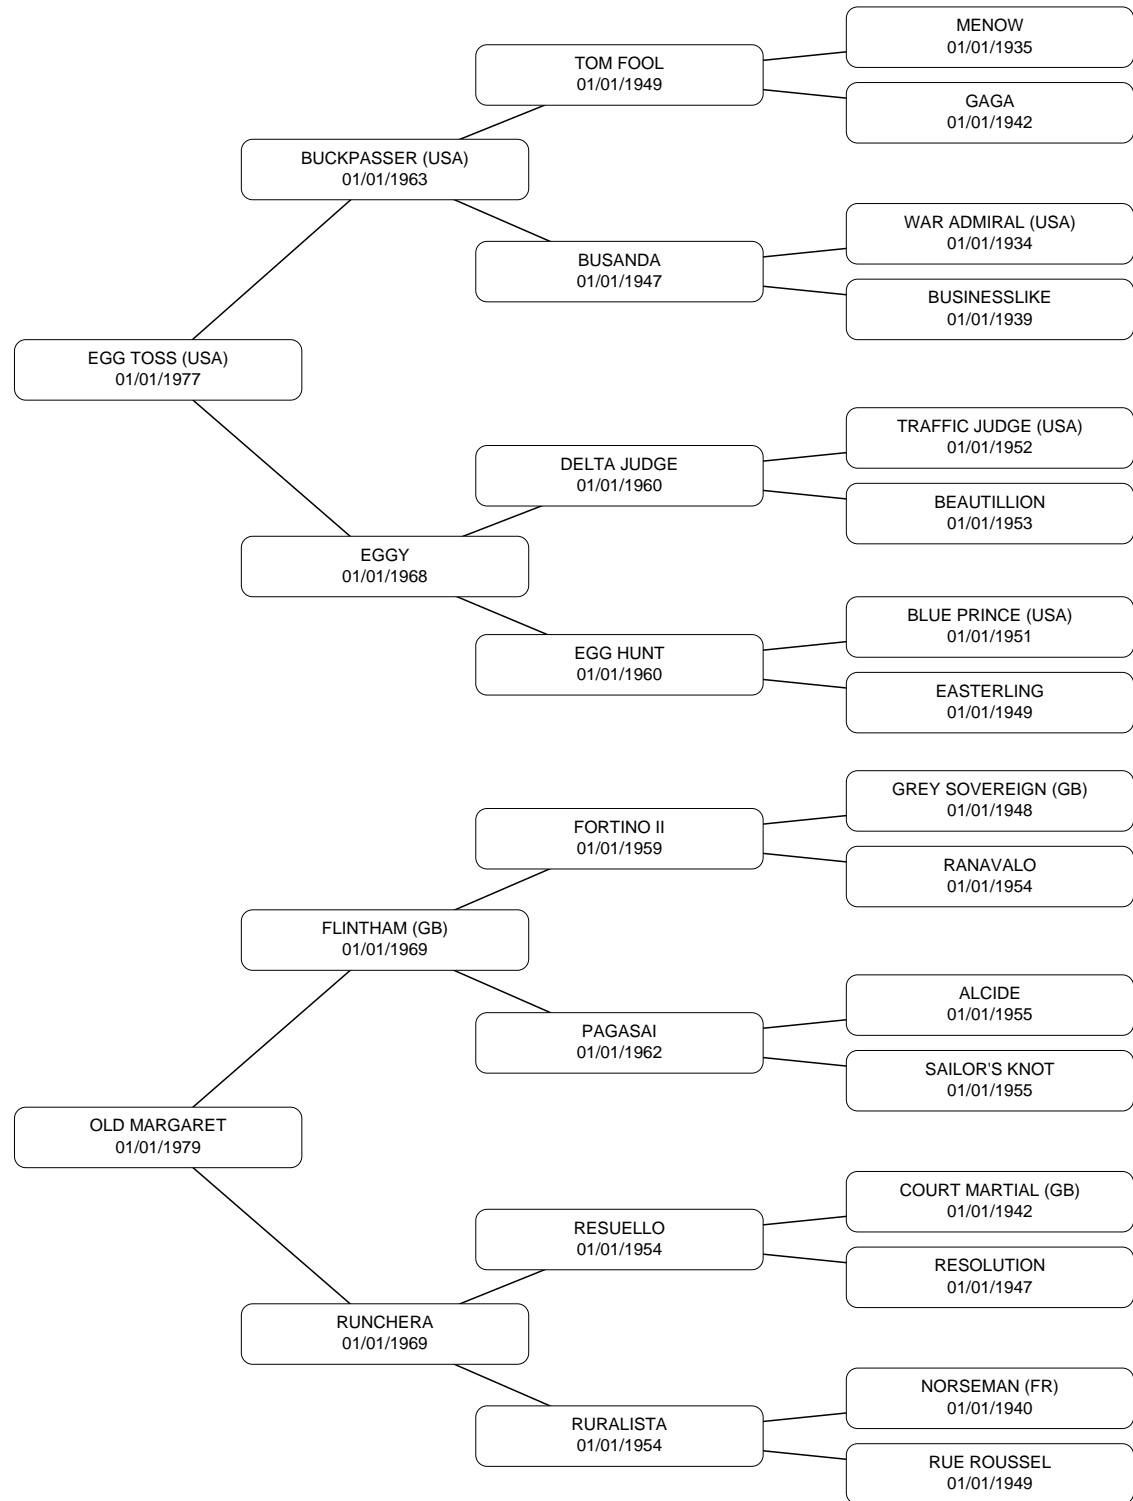 MENOW
01/01/1935
TOM FOOL
01/01/1949
GAGA
01/01/1942
BUCKPASSER (USA)
01/01/1963
WAR ADMIRAL (USA)
01/01/1934
BUSANDA
01/01/1947
BUSINESSLIKE
01/01/1939
EGG TOSS (USA)
01/01/1977
TRAFFIC JUDGE (USA)
01/01/1952
DELTA JUDGE
01/01/1960
BEAUTILLION
01/01/1953
EGGY
01/01/1968
BLUE PRINCE (USA)
01/01/1951
EGG HUNT
01/01/1960
EASTERLING
01/01/1949
GREY SOVEREIGN (GB)
01/01/1948
FORTINO II
01/01/1959
RANAVALO
01/01/1954
FLINTHAM (GB)
01/01/1969
ALCIDE
01/01/1955
PAGASAI
01/01/1962
SAILOR'S KNOT
01/01/1955
OLD MARGARET
01/01/1979
COURT MARTIAL (GB)
01/01/1942
RESUELLO
01/01/1954
RESOLUTION
01/01/1947
RUNCHERA
01/01/1969
NORSEMAN (FR)
01/01/1940
RURALISTA
01/01/1954
RUE ROUSSEL
01/01/1949